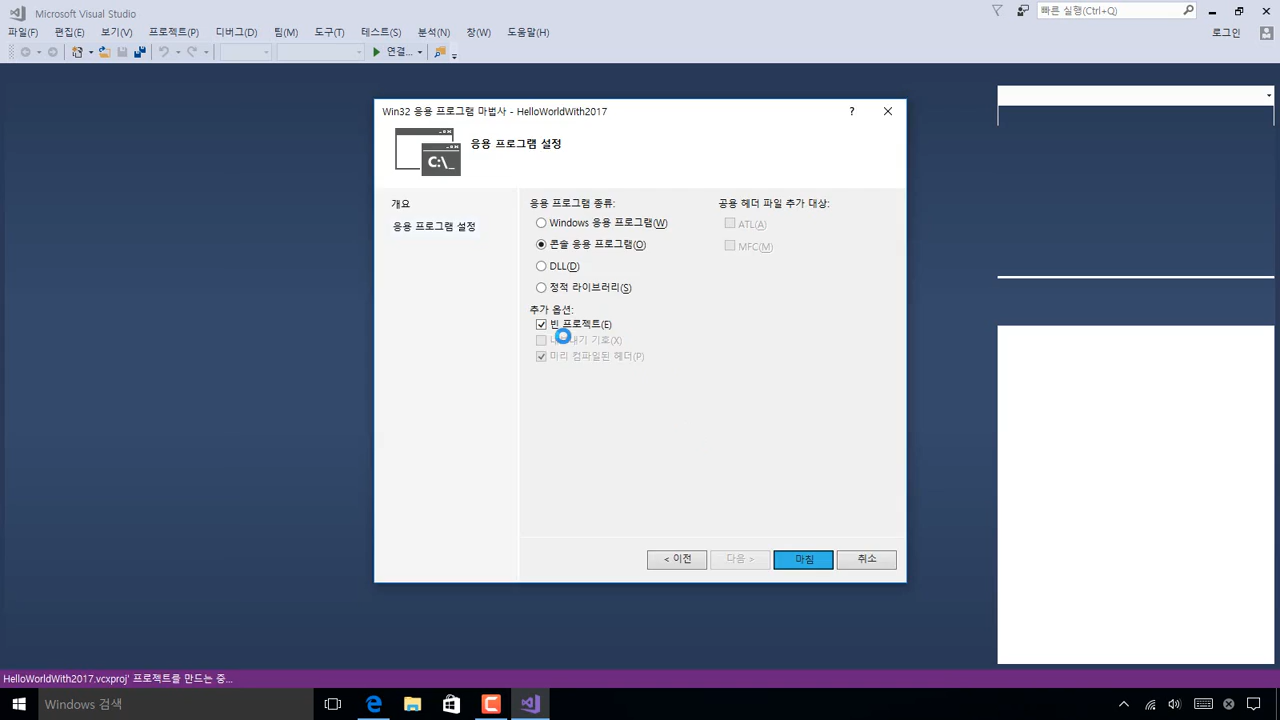 Microsoft Visual Studio
빠른 실행(Ctrl+Q)
파일(F) 편집(E) 보기(V) 프로젝트(P) 디버그(D) 팀(M) 도구(T) 테스트(S) 분석(N) 창(W) 도움말(H)
로그인
연결...
Win32 응용 프로그램 마법사 - HelloWorldWith2017
?
C:\_
응용 프로그램 설정
개요
응용 프로그램 설정
응용 프로그램 종류:
Windows 응용 프로그램(W)
콘솔 응용 프로그램(O)
DLL(D)
정적 라이브러리(S)
추가 옵션:
빈 프로젝트(E)
기호(X)
미리 컴파일된 헤더(P)
공용 헤더 파일 추가 대상:
ATL(A)
MFC(M)
< 이전
다음 >
마침
취소
HelloWorldWith2017.vcxproj' 프로젝트를 만드는 중...
Windows 검색